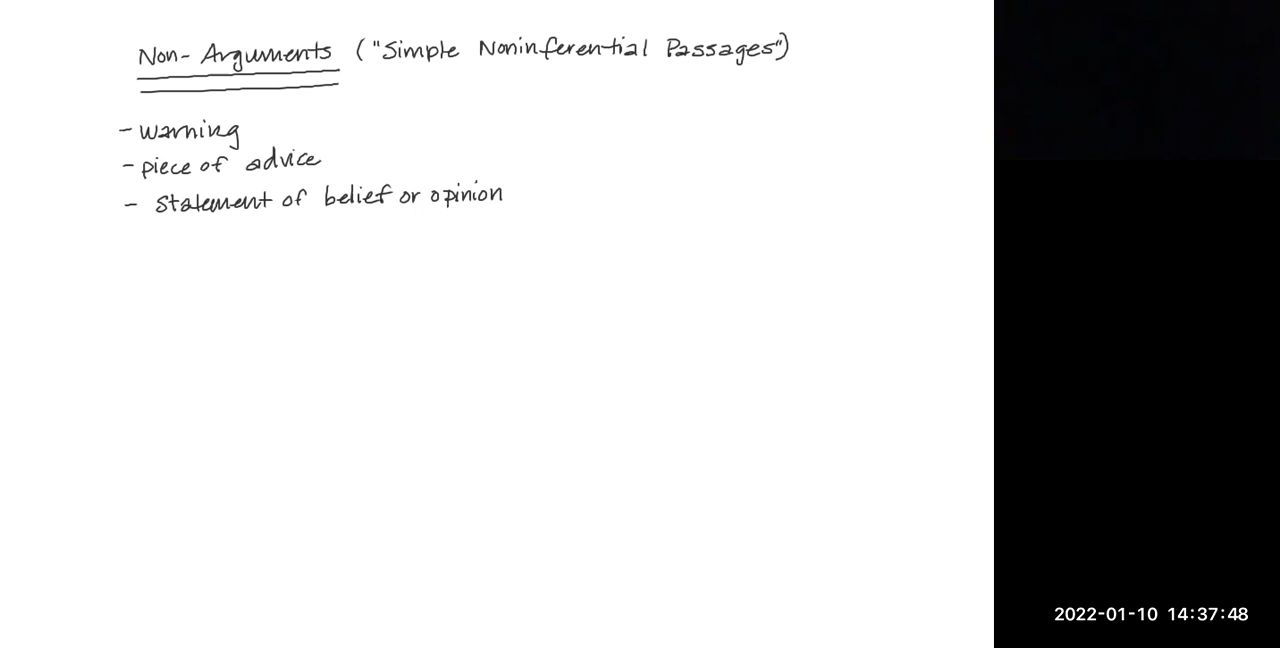 Non-Arguments ("Simple Noninferential Passages")
- warning
- piece of advice
- statement of belief or opinion
2022-01-10 14:37:48